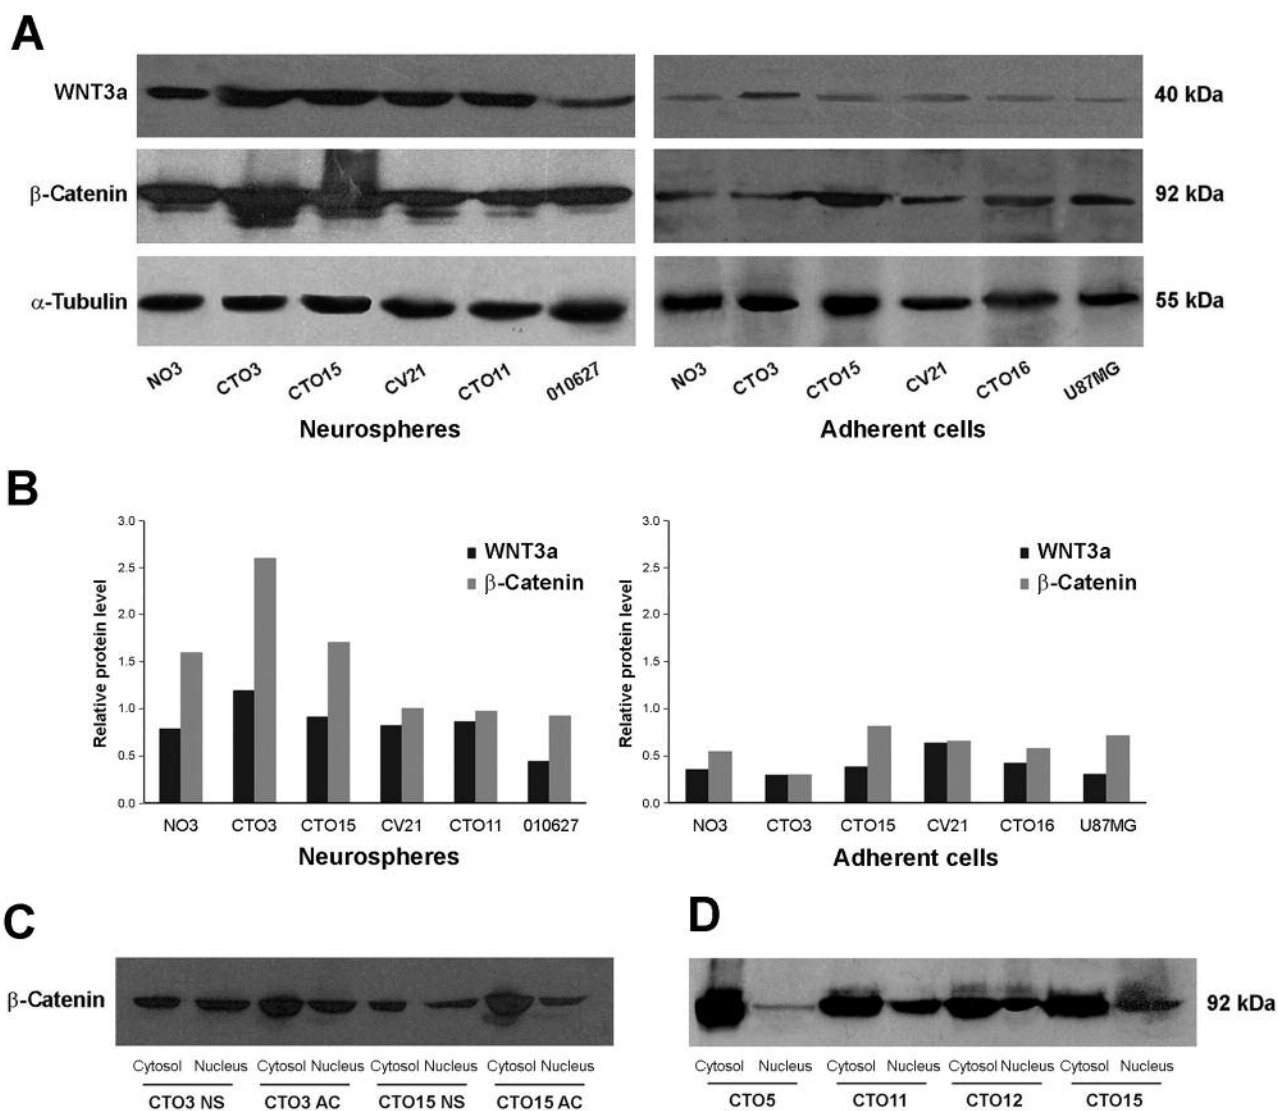 A
WNT3a
40 kDa
β-Catenin
92 kDa
α-Tubulin
55 kDa
NO3 CTO3 CTO15 CV21 CTO11 010627
NO3 CTO3 CTO15 CV21 CTO16 U87MG
Neurospheres
Adherent cells
B
Relative protein level
3.0
2.5
2.0
1.5
1.0
0.5
0.0
WNT3a
β-Catenin
NO3 CTO3 CTO15 CV21 CTO11 010627
Neurospheres
Relative protein level
3.0
2.5
2.0
1.5
1.0
0.5
0.0
WNT3a
β-Catenin
NO3 CTO3 CTO15 CV21 CTO16 U87MG
Adherent cells
C
β-Catenin
Cytosol Nucleus Cytosol Nucleus Cytosol Nucleus Cytosol Nucleus
CTO3 NS CTO3 AC CTO15 NS CTO15 AC
D
92 kDa
Cytosol Nucleus Cytosol Nucleus Cytosol Nucleus Cytosol Nucleus
CTO5 CTO11 CTO12 CTO15